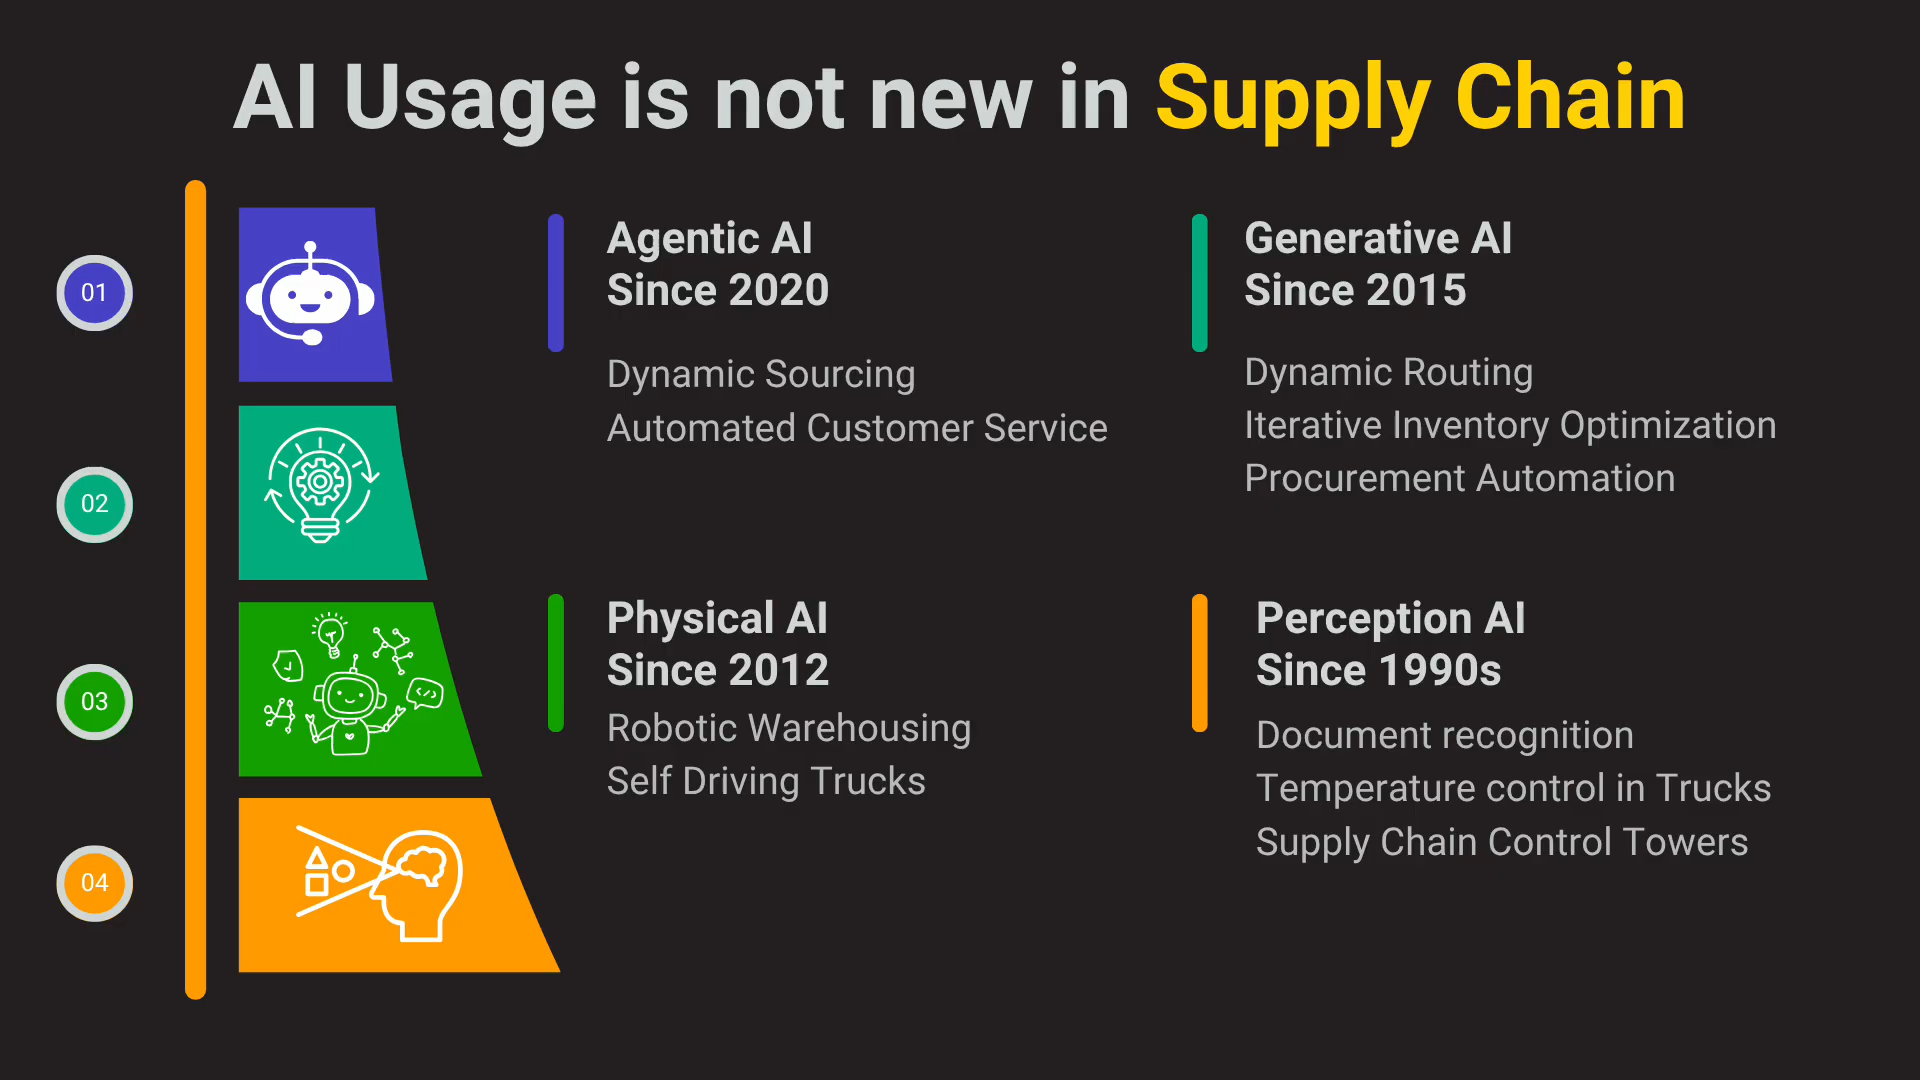 AI Usage is not new in Supply Chain
01
02
03
04
Agentic AI
Since 2020
Dynamic Sourcing
Automated Customer Service
Generative AI
Since 2015
Dynamic Routing
Iterative Inventory Optimization
Procurement Automation
Physical AI
Since 2012
Robotic Warehousing
Self Driving Trucks
Perception AI
Since 1990s
Document recognition
Temperature control in Trucks
Supply Chain Control Towers